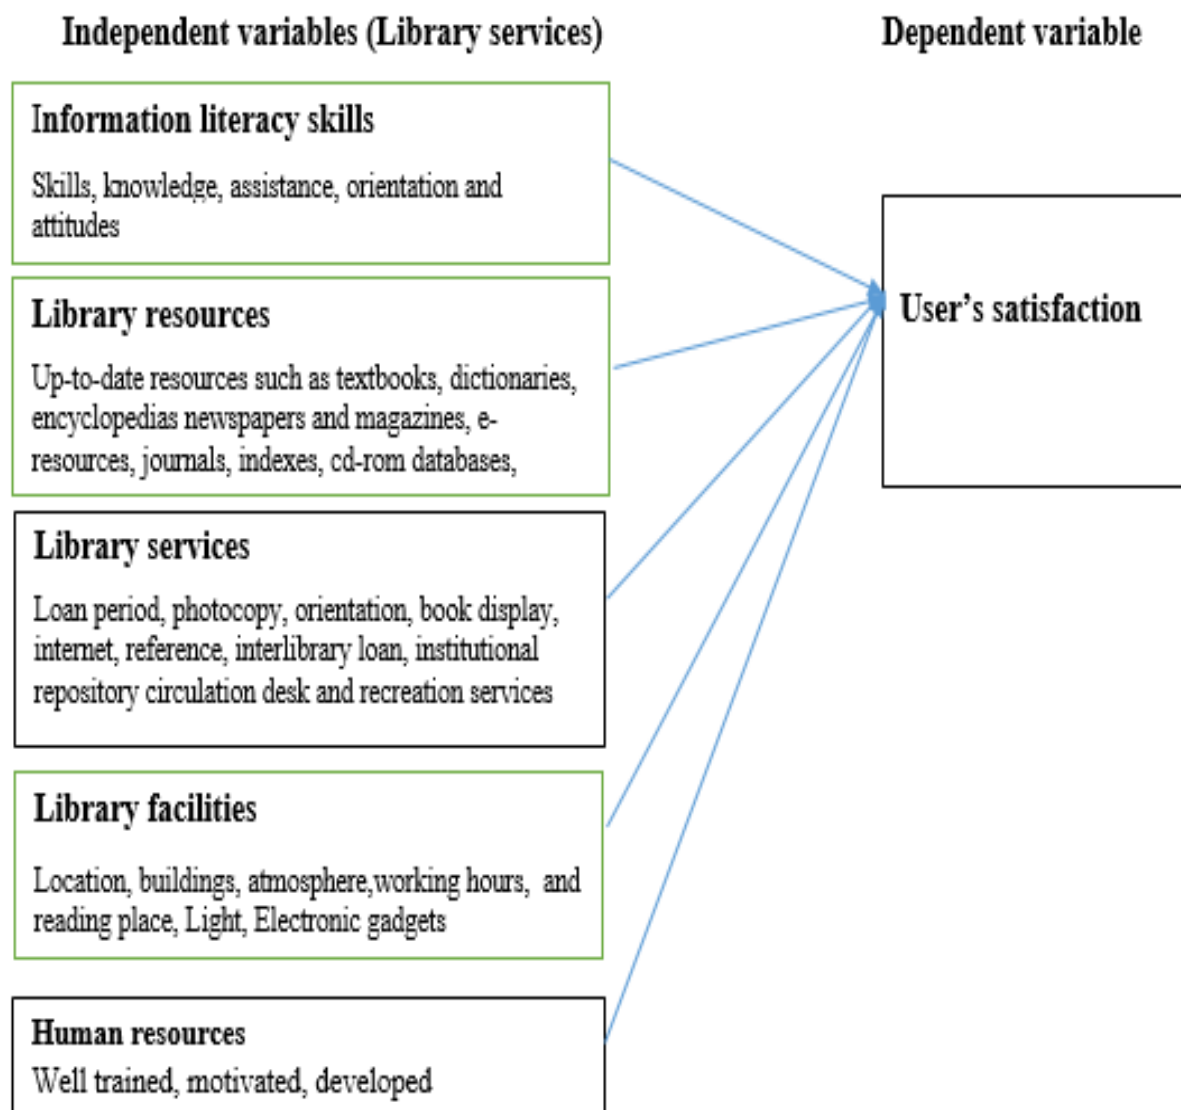 Independent variables (Library services)
Dependent variable
Information literacy skills
Skills, knowledge, assistance, orientation and
attitudes
Library resources
Up-to-date resources such as textbooks, dictionaries,
encyclopedias newspapers and magazines, e-
resources, journals, indexes, cd-rom databases,
Library services
Loan period, photocopy, orientation, book display,
internet, reference, interlibrary loan, institutional
repository circulation desk and recreation services
Library facilities
Location, buildings, atmosphere,working hours, and
reading place, Light, Electronic gadgets
Human resources
Well trained, motivated, developed
User’s satisfaction